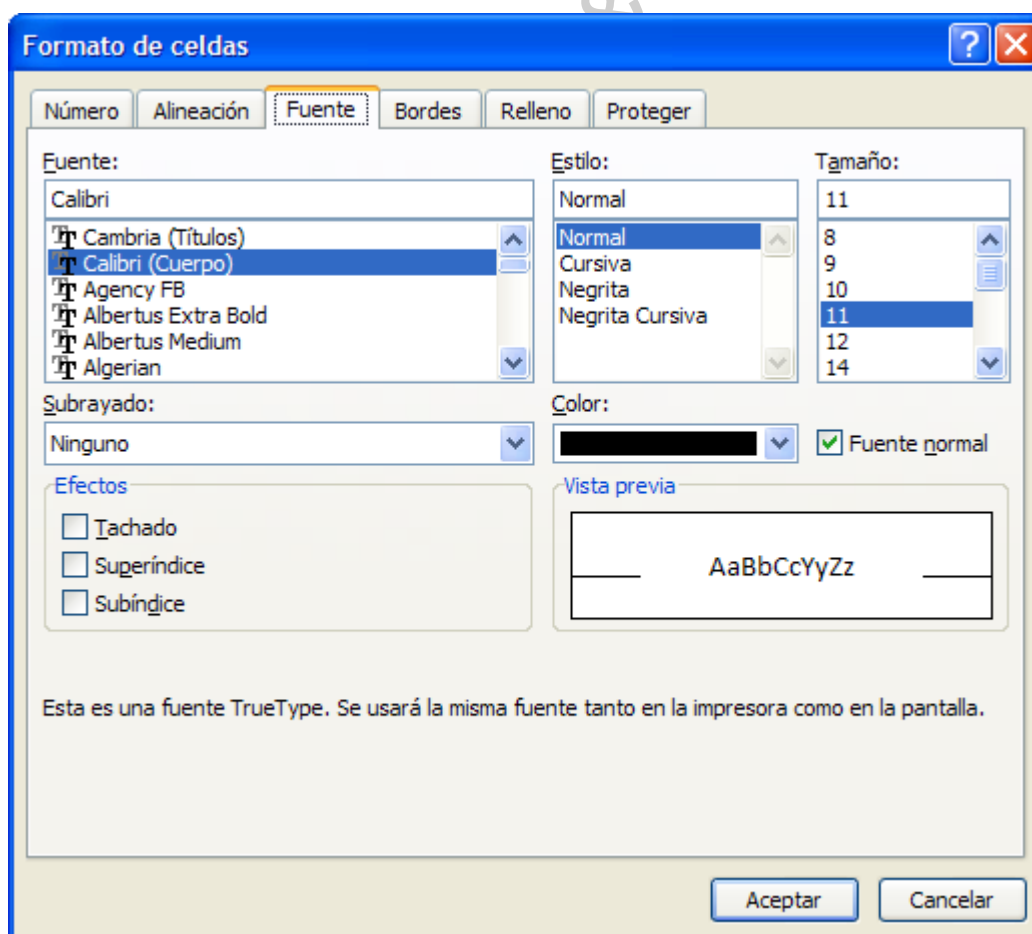 Formato de celdas
Número Alineación Fuente Bordes Relleno Proteger
Fuente: Estilo: Tamaño:
Calibri Normal 11
Cambria (Títulos) Normal 8
Calibri (Cuerpo) Cursiva 9
Agency FB Negrita 10
Albertus Extra Bold Negrita Cursiva 11
Albertus Medium 12
Algerian 14
Subrayado: Color:
Ninguno Fuente normal
Efectos Vista previa
Tachado
Superíndice AaBbCcYyZz
Subíndice
Esta es una fuente TrueType. Se usará la misma fuente tanto en la impresora como en la pantalla.
Aceptar Cancelar